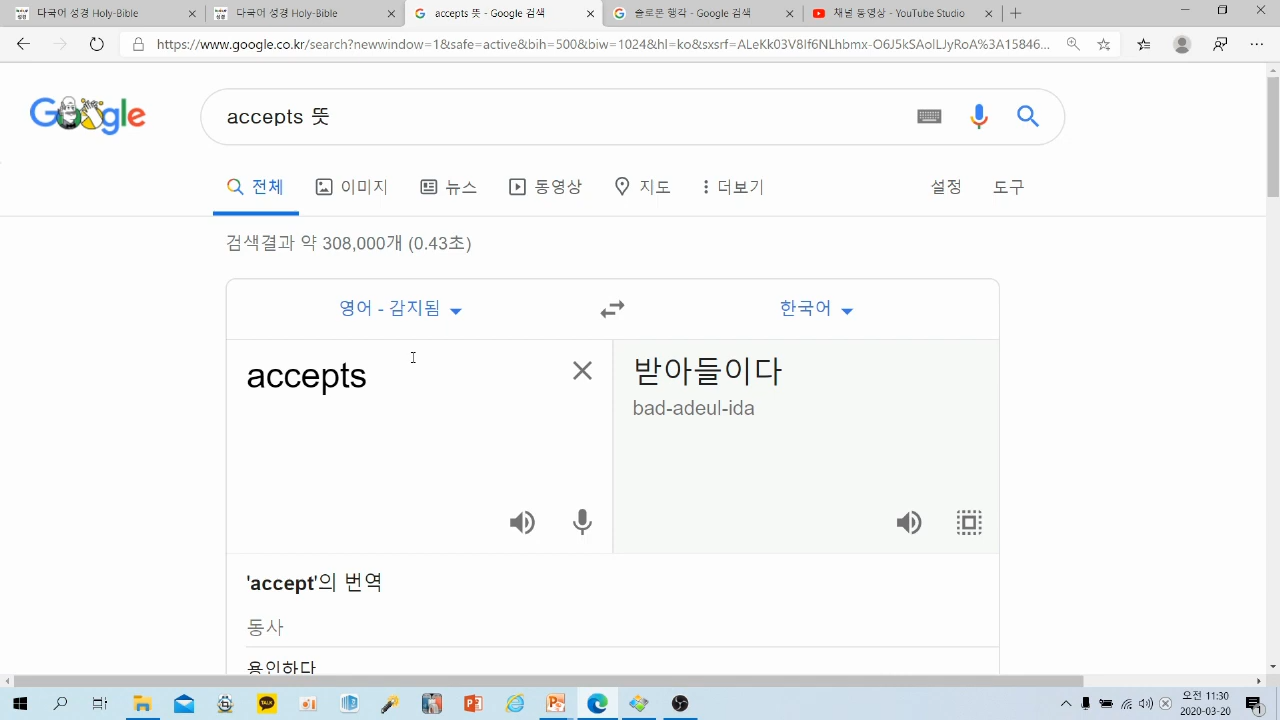 다국어 성경 Holy-Bible
다국어 성경 Holy-Bible
accepts 뜻 - Google 검색
솔로몬 행각 - Google 검색
채널 동영상 - YouTube Studio
https://www.google.co.kr/search?newwindow=1&safe=active&bih=500&biw=1024&hl=ko&sxsrf=ALeKk03V8lf6NLhbmx-O6J5kSAolLJyRoA%3A15846...
Google
accepts 뜻
전체
이미지
뉴스
동영상
지도
더보기
설정
도구
검색결과 약 308,000개 (0.43초)
영어 - 감지됨
한국어
accepts
받아들이다
bad-adeul-ida
'accept'의 번역
동사
용인하다
TALK
오전 11:30
2020-03-20